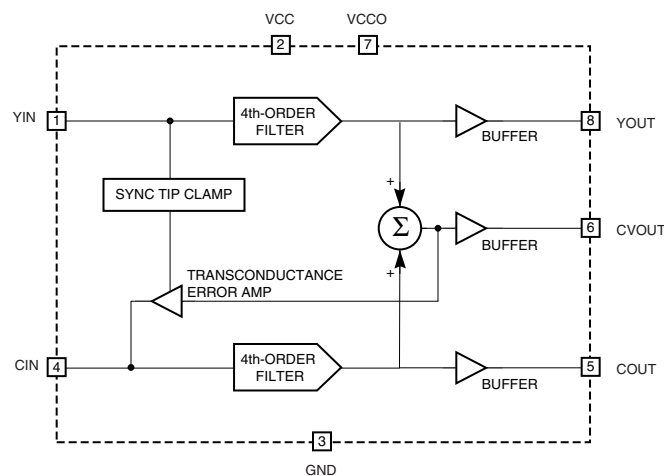 VCC
VCCO
2
7
YIN
1
4th-ORDER
FILTER
BUFFER
8
YOUT
SYNC TIP CLAMP
+
Σ
+
BUFFER
6
CVOUT
TRANSCONDUCTANCE
ERROR AMP
CIN
4
4th-ORDER
FILTER
BUFFER
5
COUT
3
GND